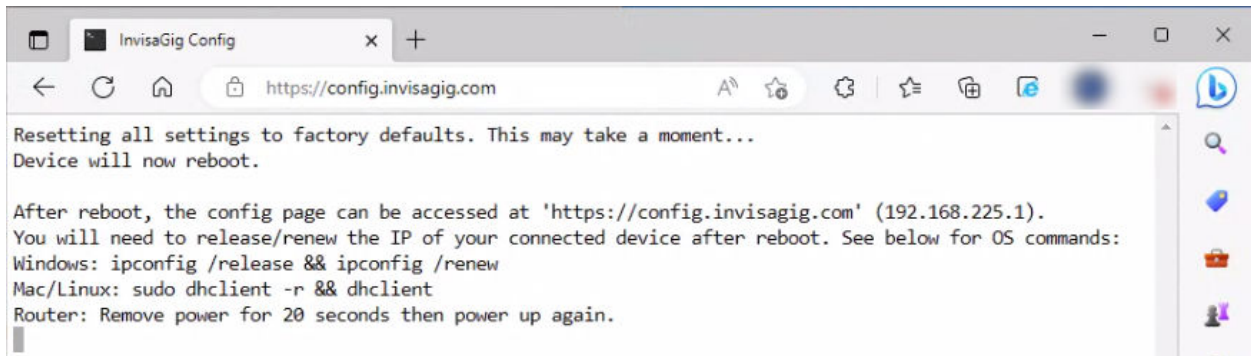 InvisaGig Config
https://config.invisagig.com
Resetting all settings to factory defaults. This may take a moment...
Device will now reboot.
After reboot, the config page can be accessed at 'https://config.invisagig.com' (192.168.225.1).
You will need to release/renew the IP of your connected device after reboot. See below for OS commands:
Windows: ipconfig /release && ipconfig /renew
Mac/Linux: sudo dhclient -r && dhclient
Router: Remove power for 20 seconds then power up again.